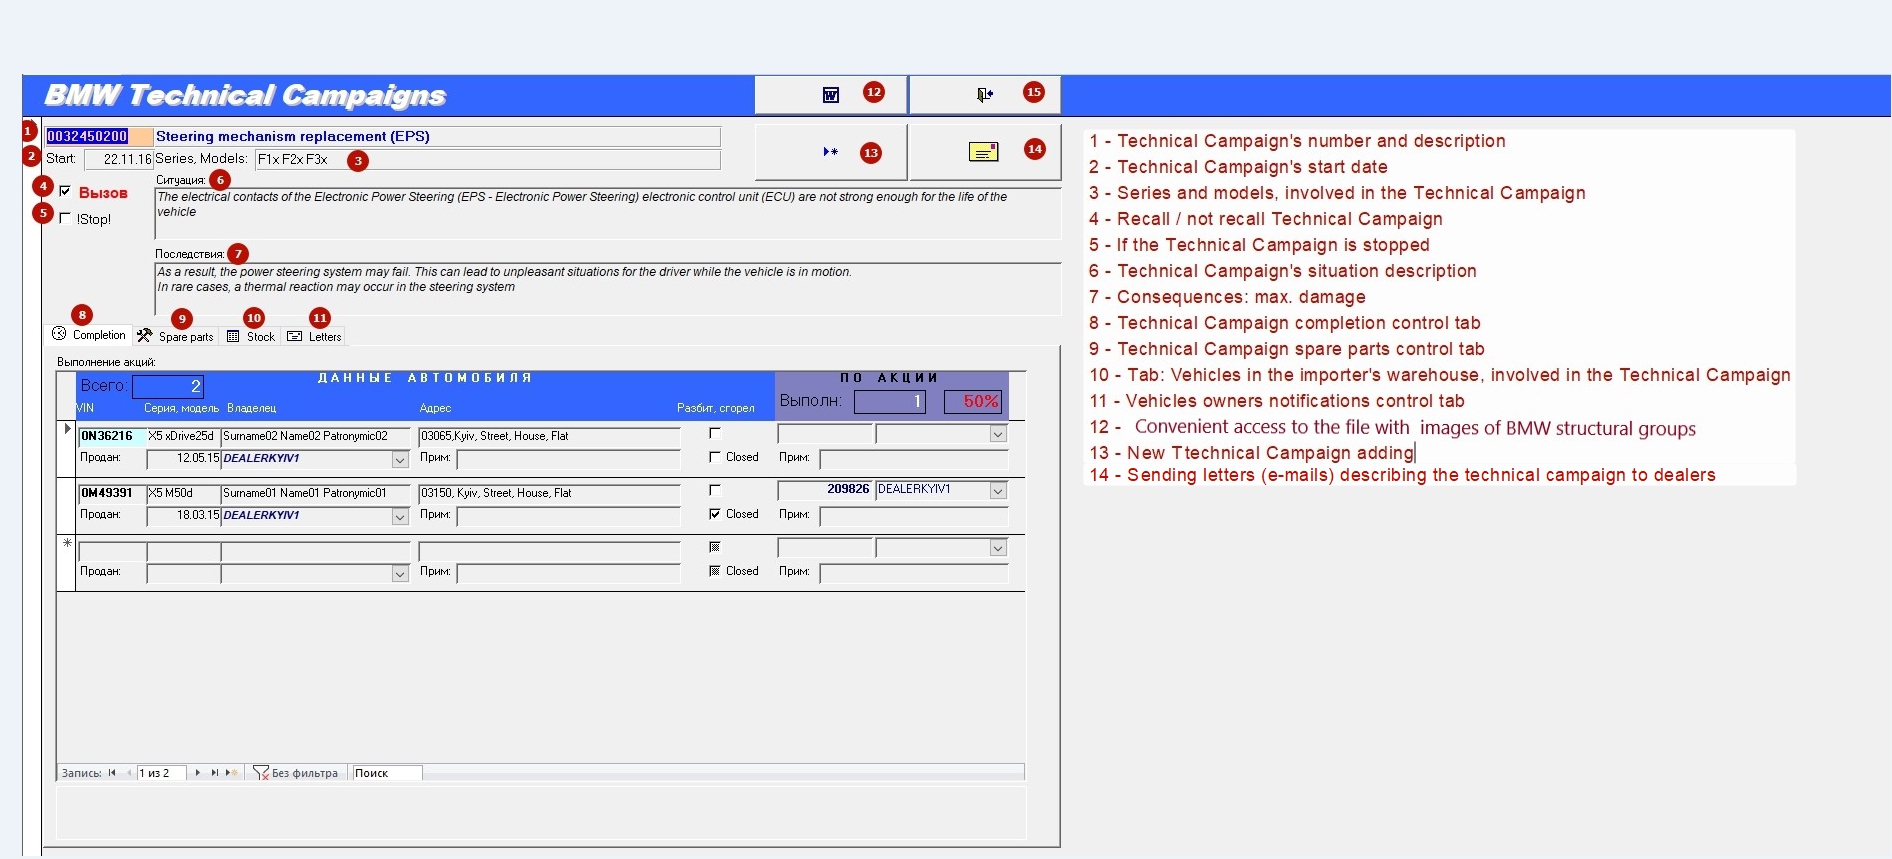 BMW Technical Campaigns
12
15
1
0032450200 Steering mechanism replacement (EPS)
2
Start: 22.11.16 Series, Models: F1x F2x F3x
3
13
14
4
Вызов
Ситуация:
6
The electrical contacts of the Electronic Power Steering (EPS - Electronic Power Steering) electronic control unit (ECU) are not strong enough for the life of the
vehicle
5
!Stop!
Последствия:
7
As a result, the power steering system may fail. This can lead to unpleasant situations for the driver while the vehicle is in motion.
In rare cases, a thermal reaction may occur in the steering system
8
9
10
11
Completion Spare parts Stock Letters
Выполнение акций:
Всего: 2 ДАННЫЕ АВТОМОБИЛЯ ПО АКЦИИ
Выполн: 1 50%
VIN Серия, модель Владелец Адрес Разбит, сгорел
0N36216 X5 xDrive25d Surname02 Name02 Patronymic02 03065,Kyiv, Street, House, Flat
Продан: 12.05.15 DEALERKYIV1 Прим: Closed Прим:
0M49391 X5 M50d Surname01 Name01 Patronymic01 03150, Kyiv, Street, House, Flat 209826 DEALERKYIV1
Продан: 18.03.15 DEALERKYIV1 Прим: Closed Прим:
Продан: Прим: Closed Прим:
Запись: 1 из 2 Без фильтра Поиск
1 - Technical Campaign's number and description
2 - Technical Campaign's start date
3 - Series and models, involved in the Technical Campaign
4 - Recall / not recall Technical Campaign
5 - If the Technical Campaign is stopped
6 - Technical Campaign's situation description
7 - Consequences: max. damage
8 - Technical Campaign completion control tab
9 - Technical Campaign spare parts control tab
10 - Tab: Vehicles in the importer's warehouse, involved in the Technical Campaign
11 - Vehicles owners notifications control tab
12 - Convenient access to the file with images of BMW structural groups
13 - New Ttechnical Campaign adding
14 - Sending letters (e-mails) describing the technical campaign to dealers